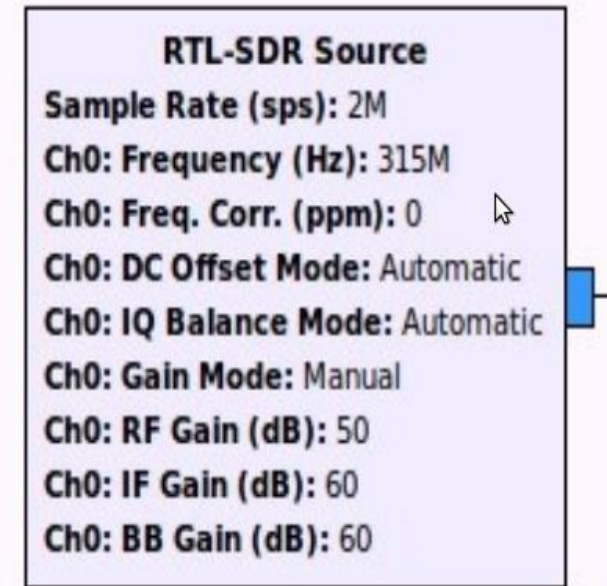 RTL-SDR Source
Sample Rate (sps): 2M
Ch0: Frequency (Hz): 315M
Ch0: Freq. Corr. (ppm): 0
Ch0: DC Offset Mode: Automatic
Ch0: IQ Balance Mode: Automatic
Ch0: Gain Mode: Manual
Ch0: RF Gain (dB): 50
Ch0: IF Gain (dB): 60
Ch0: BB Gain (dB): 60